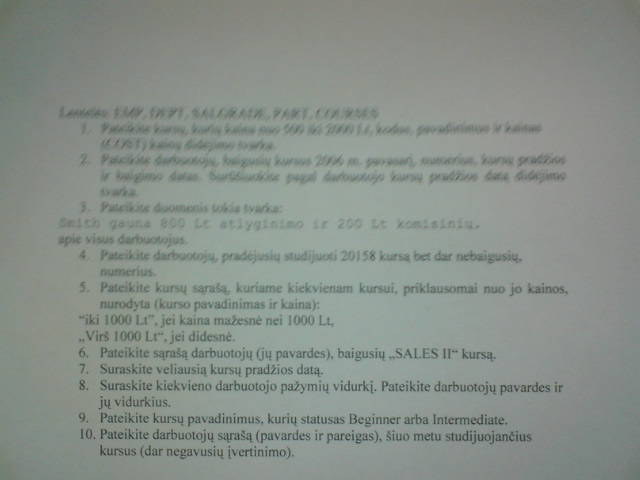 Lentelės: EMP, DEPT, SALGRADE, PART, COURSES
1. Pateikite kursų, kurių kaina nuo 500 iki 2000 Lt, kodus, pavadinimus ir kainas
(COST) kainų didėjimo tvarka.
2. Pateikite darbuotojų, baigusių kursus 2006 m. pavasarį, numerius, kursų pradžios
ir baigimo datas. Surūšiuokite pagal darbuotojo kursų pradžios datą didėjimo
tvarka.
3. Pateikite duomenis tokia tvarka:
Smith gauna 800 Lt atlyginimo ir 200 Lt komisinių.
apie visus darbuotojus.
4. Pateikite darbuotojų, pradėjusių studijuoti 20158 kursą bet dar nebaigusių,
numerius.
5. Pateikite kursų sąrašą, kuriame kiekvienam kursui, priklausomai nuo jo kainos,
nurodyta (kurso pavadinimas ir kaina):
“iki 1000 Lt”, jei kaina mažesnė nei 1000 Lt,
„Virš 1000 Lt“, jei didesnė.
6. Pateikite sąrašą darbuotojų (jų pavardes), baigusių „SALES II“ kursą.
7. Suraskite veliausią kursų pradžios datą.
8. Suraskite kiekvieno darbuotojo pažymių vidurkį. Pateikite darbuotojų pavardes ir
jų vidurkius.
9. Pateikite kursų pavadinimus, kurių statusas Beginner arba Intermediate.
10. Pateikite darbuotojų sąrašą (pavardes ir pareigas), šiuo metu studijuojančius
kursus (dar negavusių įvertinimo).